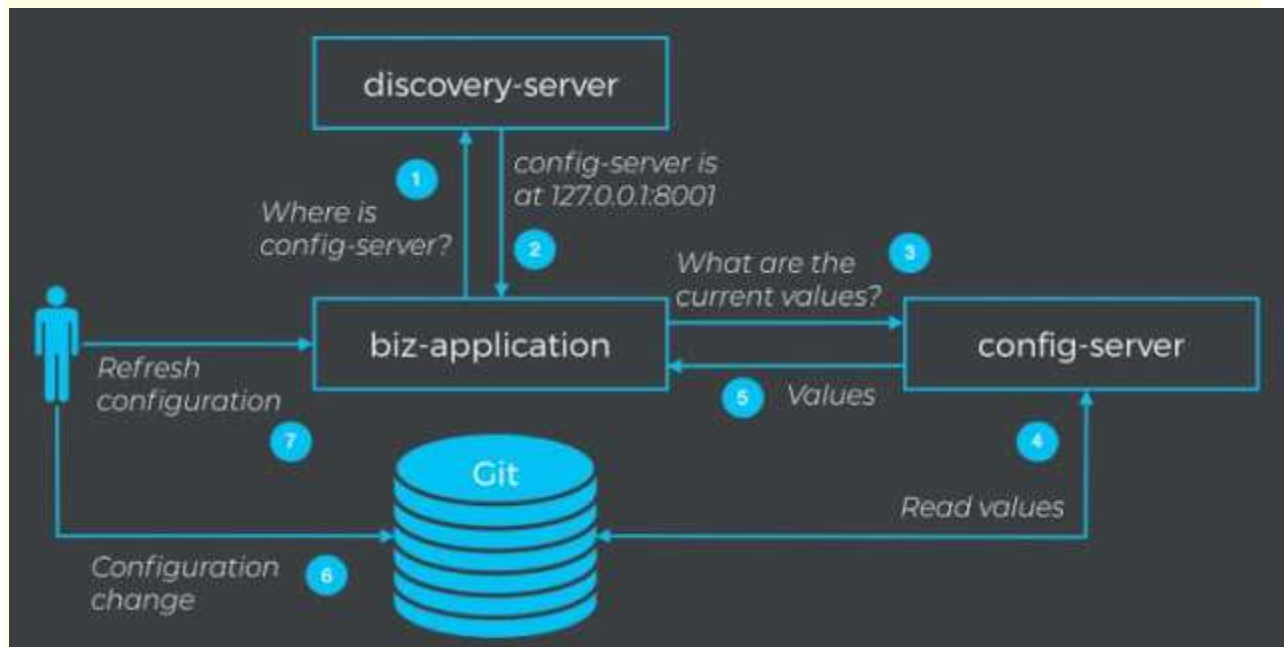 discovery-server
1
config-server is
at 127.0.0.1:8001
Where is
config-server?
2
What are the
current values?
3
biz-application
config-server
Refresh
configuration
5
Values
7
4
Git
Read values
Configuration
change
6